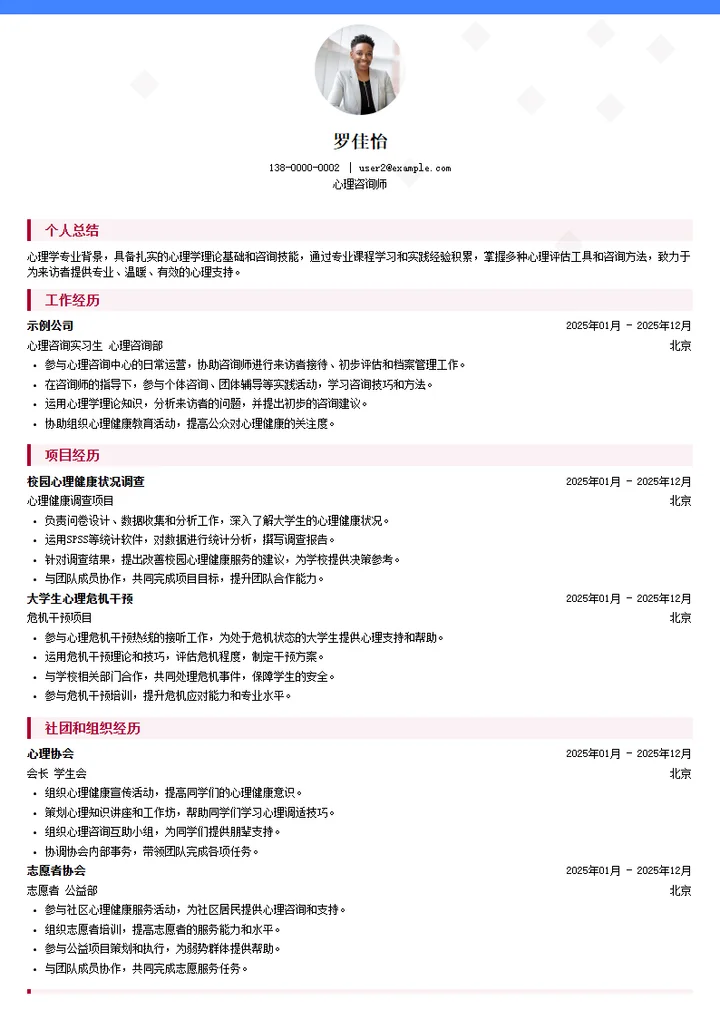 罗佳怡
138-0000-0002 | user2@example.com
心理咨询师
个人总结
心理学专业背景，具备扎实的心理学理论基础和咨询技能，通过专业课程学习和实践经验积累，掌握多种心理评估工具和咨询方法，致力于
为来访者提供专业、温暖、有效的心理支持。
工作经历
示例公司 2025年01月 - 2025年12月
心理咨询实习生 心理咨询部 北京
• 参与心理咨询中心的日常运营，协助咨询师进行来访者接待、初步评估和档案管理工作。
• 在咨询师的指导下，参与个体咨询、团体辅导等实践活动，学习咨询技巧和方法。
• 运用心理学理论知识，分析来访者的问题，并提出初步的咨询建议。
• 协助组织心理健康教育活动，提高公众对心理健康的关注度。
项目经历
校园心理健康状况调查 2025年01月 - 2025年12月
心理健康调查项目 北京
• 负责问卷设计、数据收集和分析工作，深入了解大学生的心理健康状况。
• 运用SPSS等统计软件，对数据进行统计分析，撰写调查报告。
• 针对调查结果，提出改善校园心理健康服务的建议，为学校提供决策参考。
• 与团队成员协作，共同完成项目目标，提升团队合作能力。
大学生心理危机干预 2025年01月 - 2025年12月
危机干预项目 北京
• 参与心理危机干预热线的接听工作，为处于危机状态的大学生提供心理支持和帮助。
• 运用危机干预理论和技巧，评估危机程度，制定干预方案。
• 与学校相关部门合作，共同处理危机事件，保障学生的安全。
• 参与危机干预培训，提升危机应对能力和专业水平。
社团和组织经历
心理协会 2025年01月 - 2025年12月
会长 学生会 北京
• 组织心理健康宣传活动，提高同学们的心理健康意识。
• 策划心理知识讲座和工作坊，帮助同学们学习心理调适技巧。
• 组织心理咨询互助小组，为同学们提供朋辈支持。
• 协调协会内部事务，带领团队完成各项任务。
志愿者协会 2025年01月 - 2025年12月
志愿者 公益部 北京
• 参与社区心理健康服务活动，为社区居民提供心理咨询和支持。
• 组织志愿者培训，提高志愿者的服务能力和水平。
• 参与公益项目策划和执行，为弱势群体提供帮助。
• 与团队成员协作，共同完成志愿服务任务。